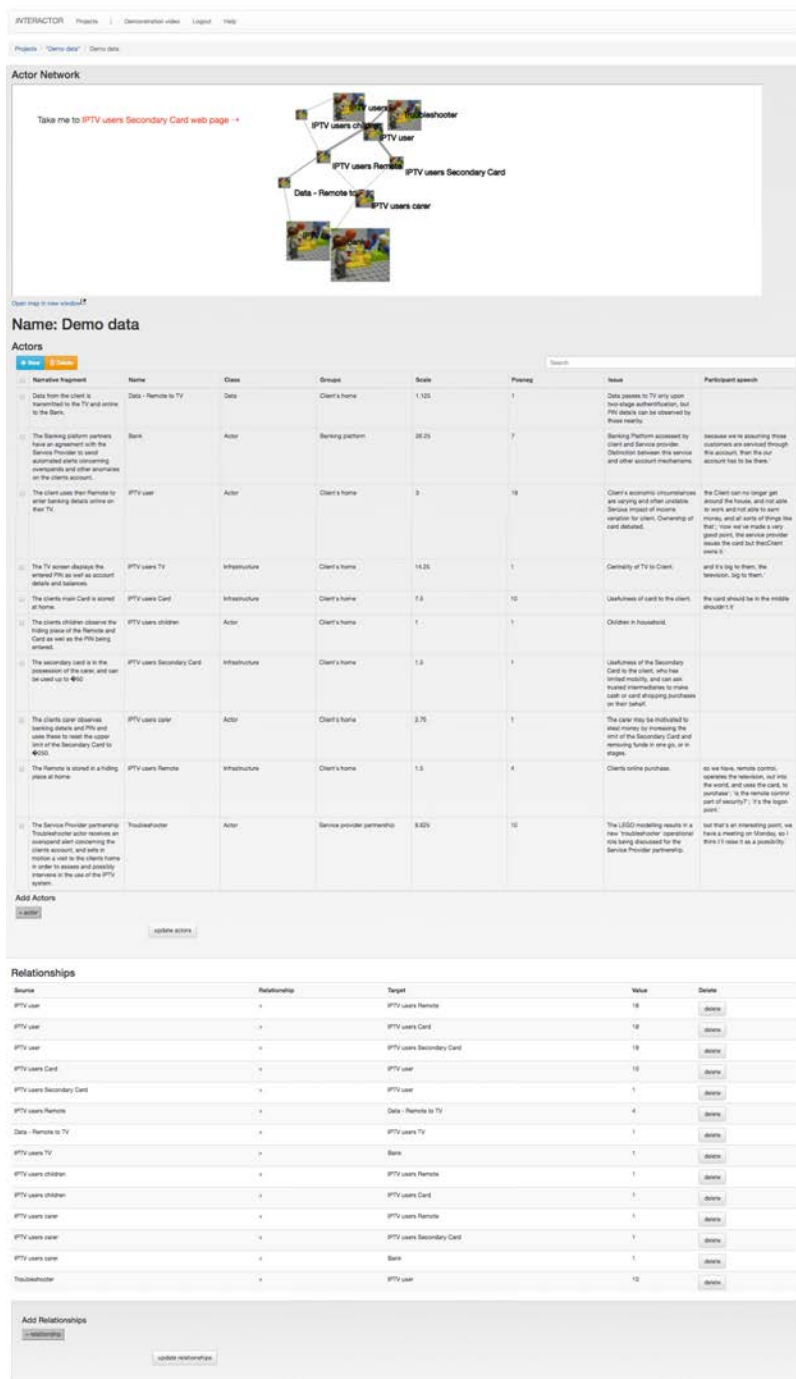 INTERACTOR Projects | Demonstration video Logout Help
Projects / "Demo data" / Demo data
Actor Network
Take me to IPTV users Secondary Card web page →
IPTV users
Troubleshooter
IPTV users children
IPTV user
IPTV users Remote
IPTV users Secondary Card
Data - Remote to
IPTV users carer
Open map in new window
Name: Demo data
Actors
+ New Delete Search
Narrative fragment Name Class Groups Scale Posneg Issue Participant speech
Data from the client is transmitted to the TV and online to the Bank. Data - Remote to TV Data Client's home 1.125 1 Data passes to TV only upon two-stage authentification, but PIN details can be observed by those nearby.
The Banking platform partners have an agreement with the Service Provider to send automated alerts concerning overspends and other anomalies on the clients account. Bank Actor Banking platform 28.25 7 Banking Platform accessed by client and Service provider. Distinction between this service and other account mechanisms. because we're assuming those customers are serviced through this account, then the our account has to be there.
The client uses their Remote to enter banking details online on their TV. IPTV user Actor Client's home 3 Client's economic circumstances are varying and often unstable. Serious impact of income variation for client. Ownership of card debated. the Client can no longer get around the house, and not able to work and not able to earn money, and all sorts of things like that'; 'now we've made a very good point, the service provider issues the card but the Client owns it.'
The TV screen displays the entered PIN as well as account details and balances. IPTV users TV Infrastructure Client's home 14.25 1 Centrality of TV to Client. and it's big to them, the television, big to them.'
The clients main Card is stored at home. IPTV users Card Infrastructure Client's home 7.5 10 Usefulness of card to the client. the card should be in the middle shouldn't it'
The clients children observe the hiding place of the Remote and Card as well as the PIN being entered. IPTV users children Actor Client's home 1 1 Children in household.
The secondary card is in the possession of the carer, and can be used up to �50 IPTV users Secondary Card Infrastructure Client's home 1.5 1 Usefulness of the Secondary Card to the client, who has limited mobility, and can ask trusted intermediaries to make cash or card shopping purchases on their behalf.
The clients carer observes banking details and PIN and uses these to reset the upper limit of the Secondary Card to �250. IPTV users carer Actor Client's home 2.75 1 The carer may be motivated to steal money by increasing the limit of the Secondary Card and removing funds in one go, or in stages.
The Remote is stored in a hiding place at home. IPTV users Remote Infrastructure Client's home 1.5 4 Clients online purchase. so we have, remote control, operates the television, out into the world, and uses the card, to purchase'; 'is the remote control part of security?'; 'it's the logon point.'
The Service Provider partnership Troubleshooter actor receives an overspend alert concerning the clients account, and sets in motion a visit to the clients home in order to assess and possibly intervene in the use of the IPTV system. Troubleshooter Actor Service provider partnership 10 The LEGO modelling results in a new 'troubleshooter' operational role being discussed for the Service Provider partnership. but that's an interesting point, we have a meeting on Monday, so I think I'll raise it as a possibility.'
Add Actors
+ actor
update actors
Relationships
Source Relationship Target Value Delete
IPTV user IPTV users Remote delete
IPTV user IPTV users Card delete
IPTV user IPTV users Secondary Card delete
IPTV users Card IPTV user 10 delete
IPTV users Secondary Card IPTV user 1 delete
IPTV users Remote Data - Remote to TV 4 delete
Data - Remote to TV IPTV users TV 1 delete
IPTV users TV Bank 1 delete
IPTV users children IPTV users Remote 1 delete
IPTV users children IPTV users Card 1 delete
IPTV users carer IPTV users Remote 1 delete
IPTV users carer IPTV users Secondary Card 1 delete
IPTV users carer Bank 1 delete
Troubleshooter IPTV user 10 delete
Add Relationships
+ relationship
update relationships